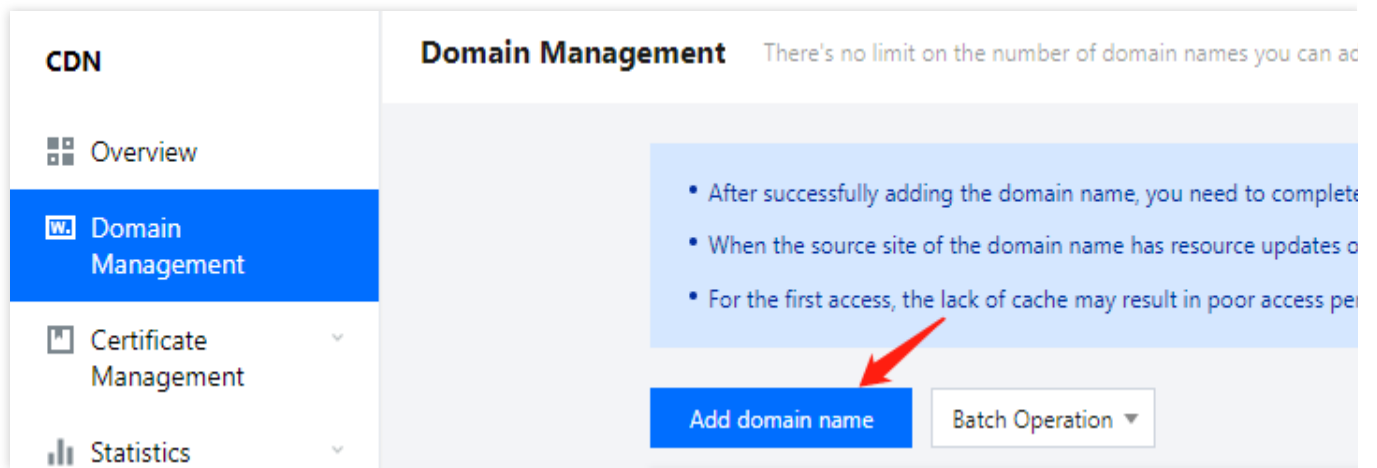 CDN
Overview
Domain
Management
Certificate
Management
Statistics
Domain Management There's no limit on the number of domain names you can
• After successfully adding the domain name, you need to complete
• When the source site of the domain name has resource updates
• For the first access, the lack of cache may result in poor access
Add domain name Batch Operation